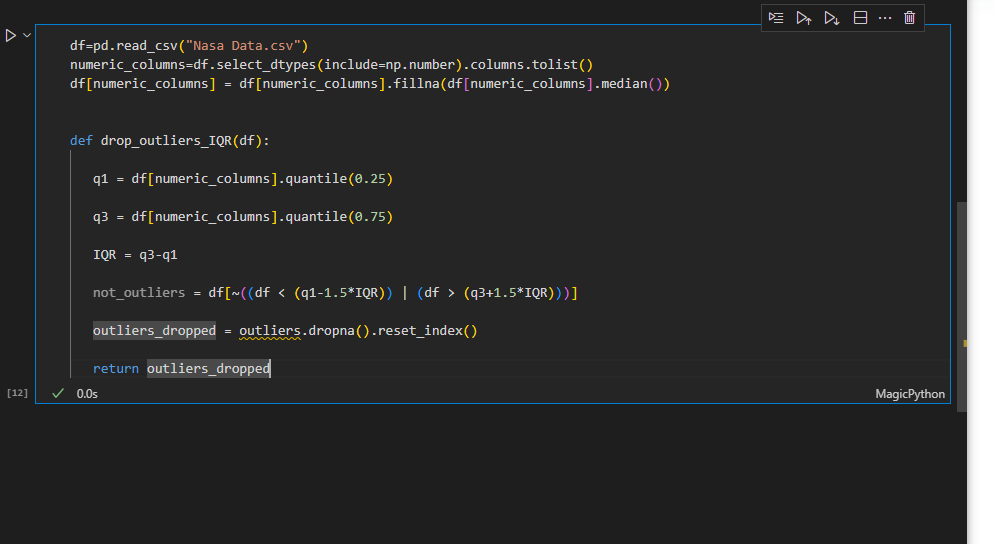 df=pd.read_csv("Nasa Data.csv")
numeric_columns=df.select_dtypes(include=np.number).columns.tolist()
df[numeric_columns] = df[numeric_columns].fillna(df[numeric_columns].median())
def drop_outliers_IQR(df):
q1 = df[numeric_columns].quantile(0.25)
q3 = df[numeric_columns].quantile(0.75)
IQR = q3-q1
not_outliers = df[~((df < (q1-1.5*IQR)) | (df > (q3+1.5*IQR)))]
outliers_dropped = outliers.dropna().reset_index()
return outliers_dropped
[12] 0.0s MagicPython